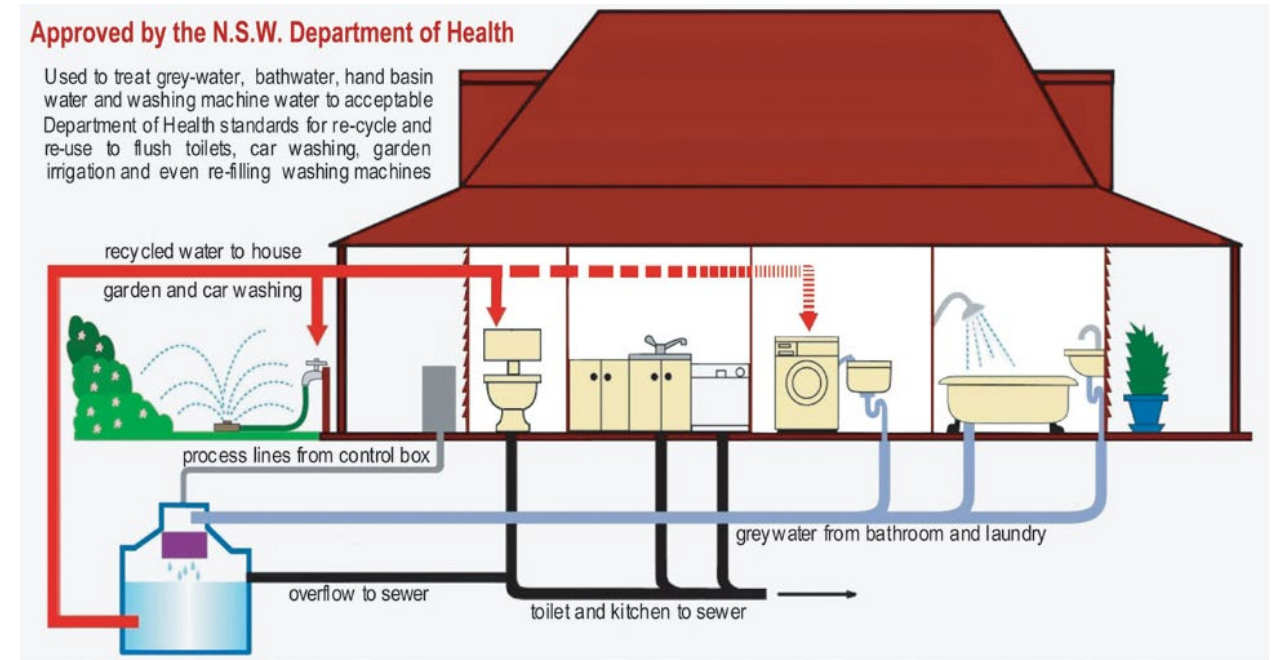 Approved by the N.S.W. Department of Health
Used to treat grey-water, bathwater, hand basin
water and washing machine water to acceptable
Department of Health standards for re-cycle and
re-use to flush toilets, car washing, garden
irrigation and even re-filling washing machines
recycled water to house
garden and car washing
process lines from control box
greywater from bathroom and laundry
overflow to sewer
toilet and kitchen to sewer